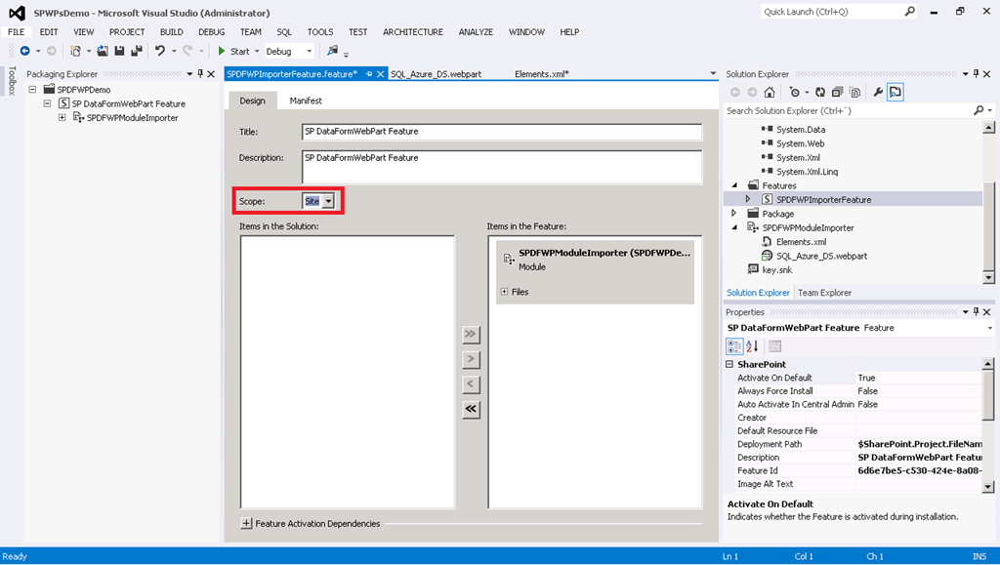 SPWPsDemo - Microsoft Visual Studio (Administrator)
Quick Launch (Ctrl+Q)
FILE EDIT VIEW PROJECT BUILD DEBUG TEAM SQL TOOLS TEST ARCHITECTURE ANALYZE WINDOW HELP
Start Debug
Toolbox
Packaging Explorer
SPDFWPDemo
SP DataFormWebPart Feature
SPDFWPModuleImporter
SPDFWPImporterFeature.feature* SQL_Azure_DS.webpart Elements.xml*
Design Manifest
Title: SP DataFormWebPart Feature
Description: SP DataFormWebPart Feature
Scope: Site
Items in the Solution: Items in the Feature:
SPDFWPModuleImporter (SPDFWPDe...
Module
Files
>>
>
<
<<
Feature Activation Dependencies
Solution Explorer
Search Solution Explorer (Ctrl+`)
System.Data
System.Web
System.Xml
System.Xml.Linq
Features
SPDFWPImporterFeature
Package
SPDFWPModuleImporter
Elements.xml
SQL_Azure_DS.webpart
key.snk
Solution Explorer Team Explorer
Properties
SP DataFormWebPart Feature Feature
SharePoint
Activate On Default True
Always Force Install False
Auto Activate In Central Admin False
Creator
Default Resource File
Deployment Path $SharePoint.Project.FileNam
Description SP DataFormWebPart Featu
Feature Id 6d6e7be5-c530-424e-8a08-
Image Alt Text
Activate On Default
Indicates whether the Feature is activated during installation.
Ready Ln 1 Col 1 Ch 1 INS